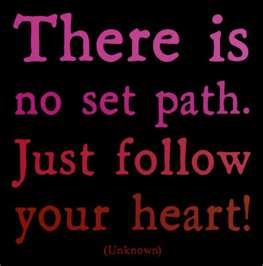 There is
no set path.
Just follow
your heart!
(Unknown)